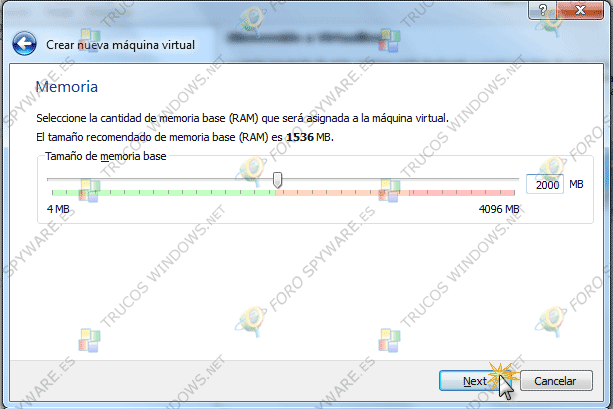 ? x
Crear nueva máquina virtual
Memoria
Seleccione la cantidad de memoria base (RAM) que será asignada a la máquina virtual.
El tamaño recomendado de memoria base (RAM) es 1536 MB.
Tamaño de memoria base
2000 MB
4 MB 4096 MB
Next Cancelar
TRUCOS WINDOWS.NET
FORO SPYWARE.ES